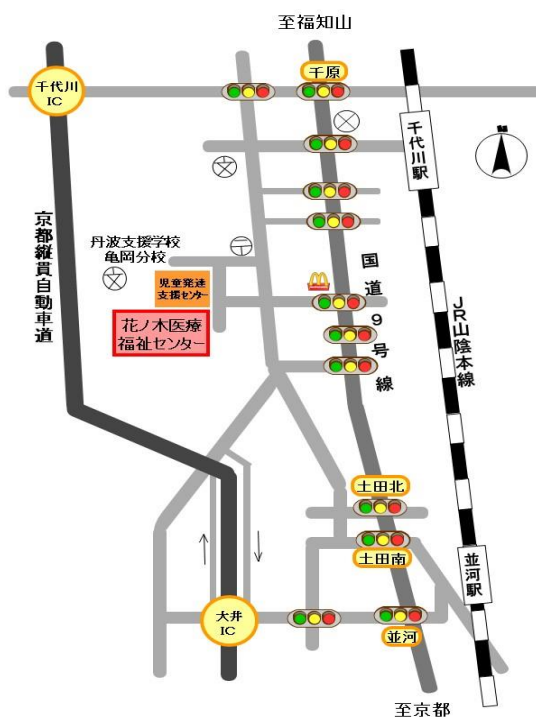 至福知山
千原
千代川
IC
千代川駅
丹波支援学校
亀岡分校
児童発達
支援センター
花ノ木医療
福祉センター
京都縦貫自動車道
国道9号線
JR山陰本線
土田北
土田南
大井
IC
並河
並河駅
至京都
文
文